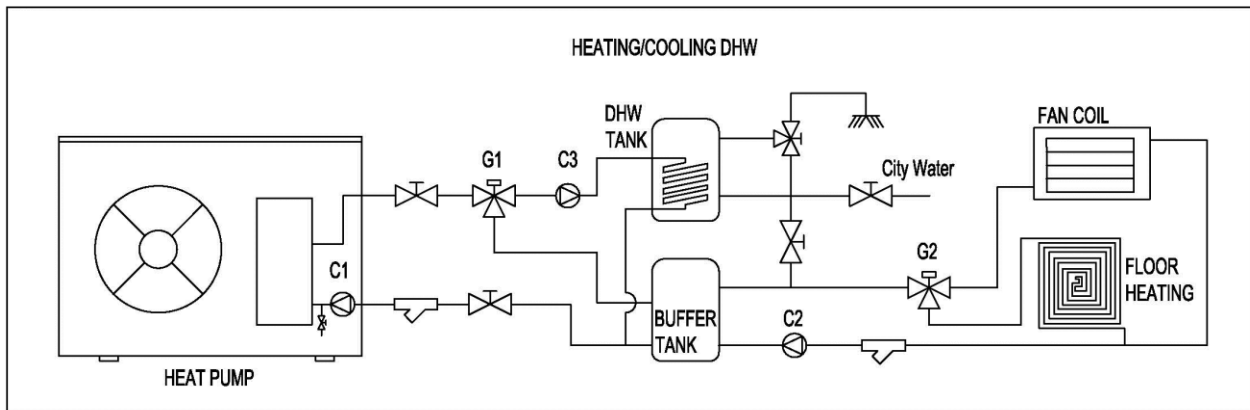 HEATING/COOLING DHW
DHW
TANK
FAN COIL
G1
C3
City Water
C1
G2
FLOOR
HEATING
BUFFER
TANK
C2
HEAT PUMP